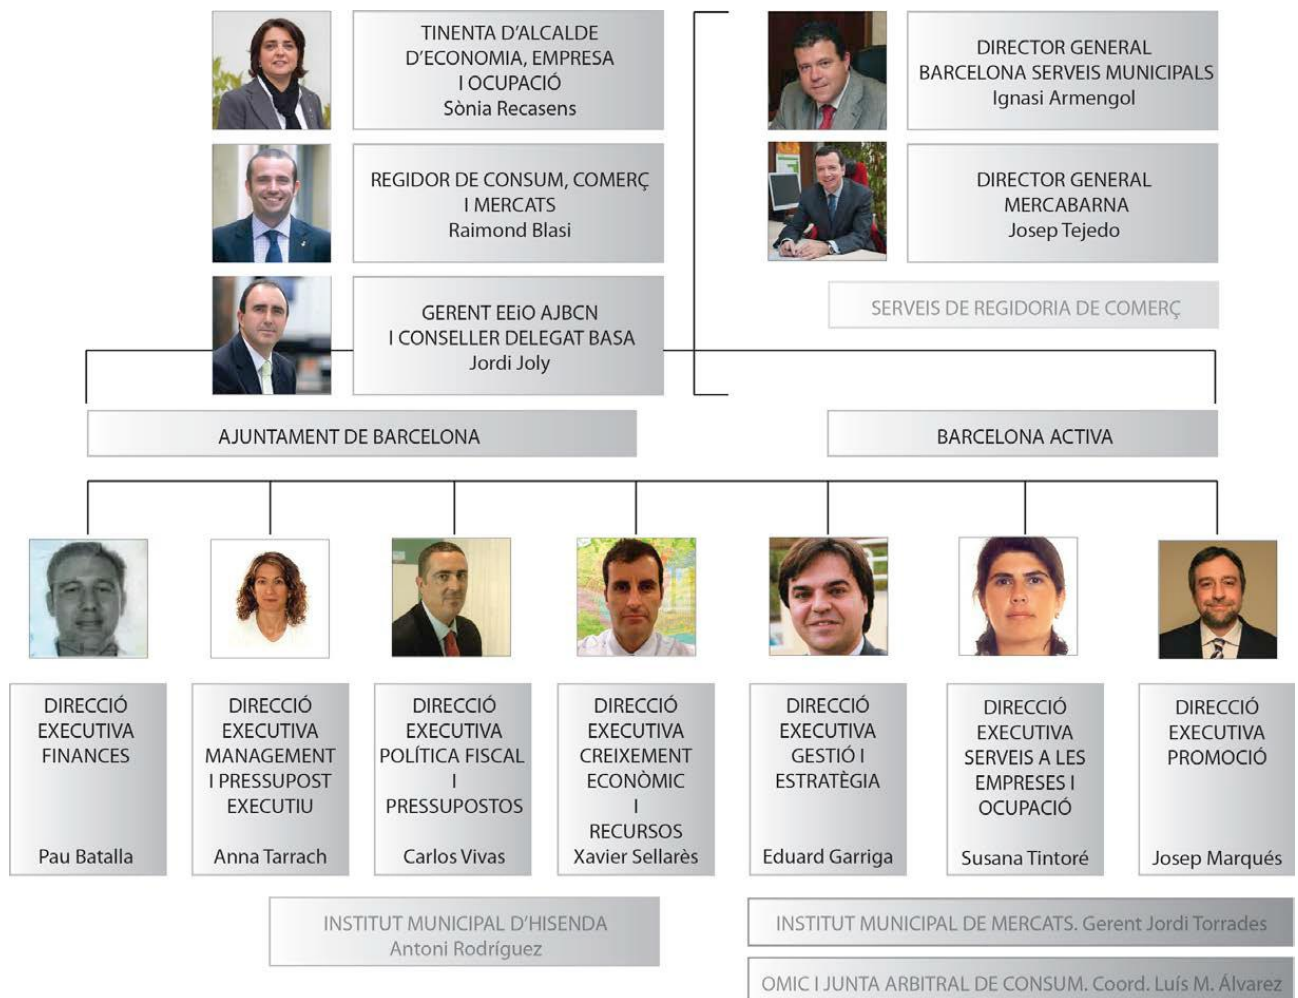 TINENTA D'ALCALDE
D'ECONOMIA, EMPRESA
I OCUPACIÓ
Sònia Recasens
DIRECTOR GENERAL
BARCELONA SERVEIS MUNICIPALS
Ignasi Armengol
REGIDOR DE CONSUM, COMERÇ
I MERCATS
Raimond Blasi
DIRECTOR GENERAL
MERCABARNA
Josep Tejedo
GERENT EEiO AJBCN
I CONSELLER DELEGAT BASA
Jordi Joly
SERVEIS DE REGIDORIA DE COMERÇ
AJUNTAMENT DE BARCELONA
BARCELONA ACTIVA
DIRECCIÓ
EXECUTIVA
FINANCES
Pau Batalla
DIRECCIÓ
EXECUTIVA
MANAGEMENT
I PRESSUPOST
EXECUTIU
Anna Tarrach
DIRECCIÓ
EXECUTIVA
POLÍTICA FISCAL
I
PRESSUPOSTOS
Carlos Vivas
DIRECCIÓ
EXECUTIVA
CREIXEMENT
ECONÒMIC
I
RECURSOS
Xavier Sellarès
DIRECCIÓ
EXECUTIVA
GESTIÓ I
ESTRATÈGIA
Eduard Garriga
DIRECCIÓ
EXECUTIVA
SERVEIS A LES
EMPRESES I
OCUPACIÓ
Susana Tintoré
DIRECCIÓ
EXECUTIVA
PROMOCIÓ
Josep Marqués
INSTITUT MUNICIPAL D'HISENDA
Antoni Rodríguez
INSTITUT MUNICIPAL DE MERCATS. Gerent Jordi Torrades
OMIC I JUNTA ARBITRAL DE CONSUM. Coord. Luís M. Álvarez